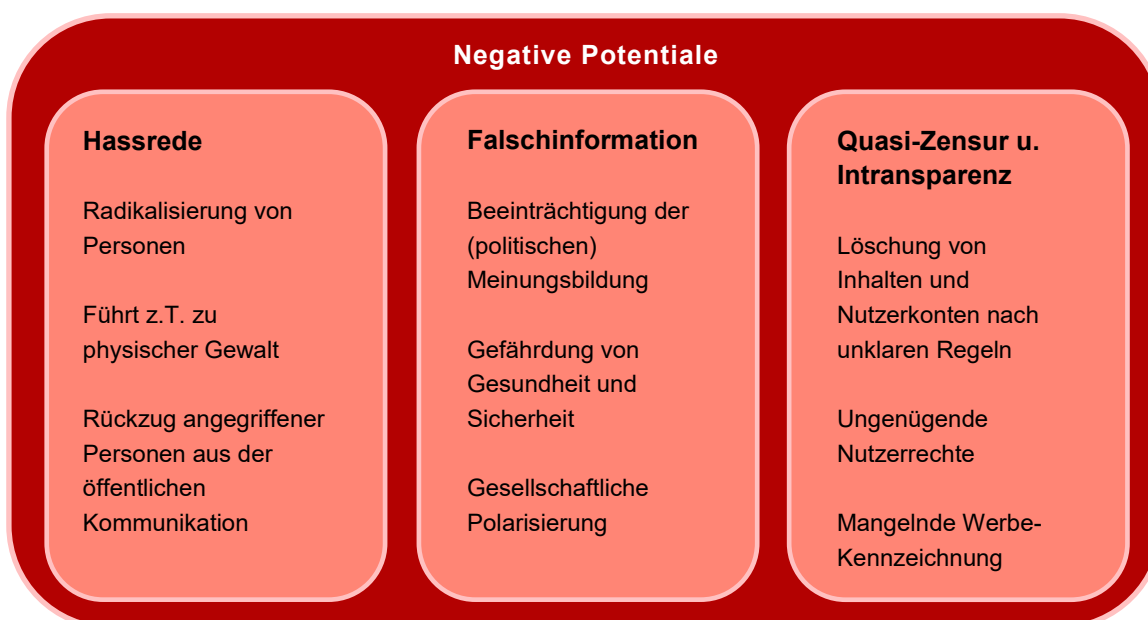 Negative Potentiale
Hassrede
Radikalisierung von
Personen
Führt z.T. zu
physischer Gewalt
Rückzug angegriffener
Personen aus der
öffentlichen
Kommunikation
Falschinformation
Beeinträchtigung der
(politischen)
Meinungsbildung
Gefährdung von
Gesundheit und
Sicherheit
Gesellschaftliche
Polarisierung
Quasi-Zensur u.
Intransparenz
Löschung von
Inhalten und
Nutzerkonten nach
unklaren Regeln
Ungenügende
Nutzerrechte
Mangelnde Werbe-
Kennzeichnung